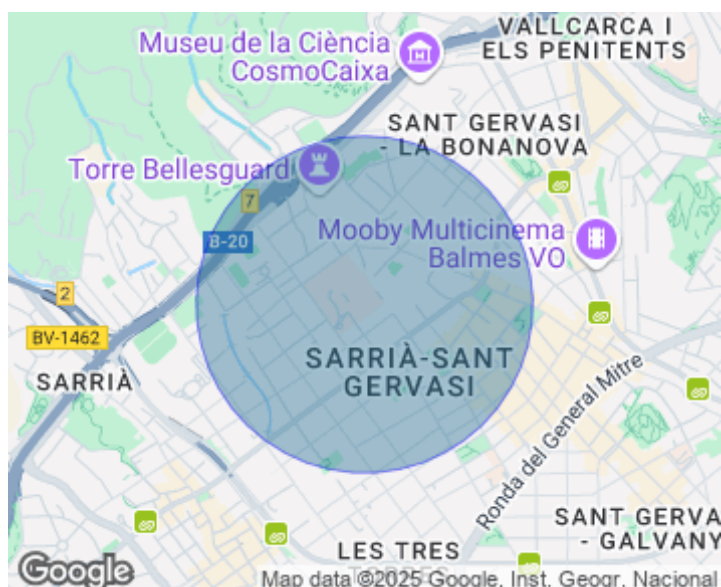 VALLCARCA I
ELS PENITENTS
Museu de la Ciència
CosmoCaixa
SANT GERVASI
- LA BONANOVA
Torre Bellesguard
7
B-20
Mooby Multicinema
Balmes VO
2
BV-1462
SARRIÀ
SARRIÀ-SANT
GERVASI
Ronda del General Mitre
SANT GERVA
- GALVANY
LES TRES
TORRES
Google
Map data ©2025 Google, Inst. Geogr. Nacional